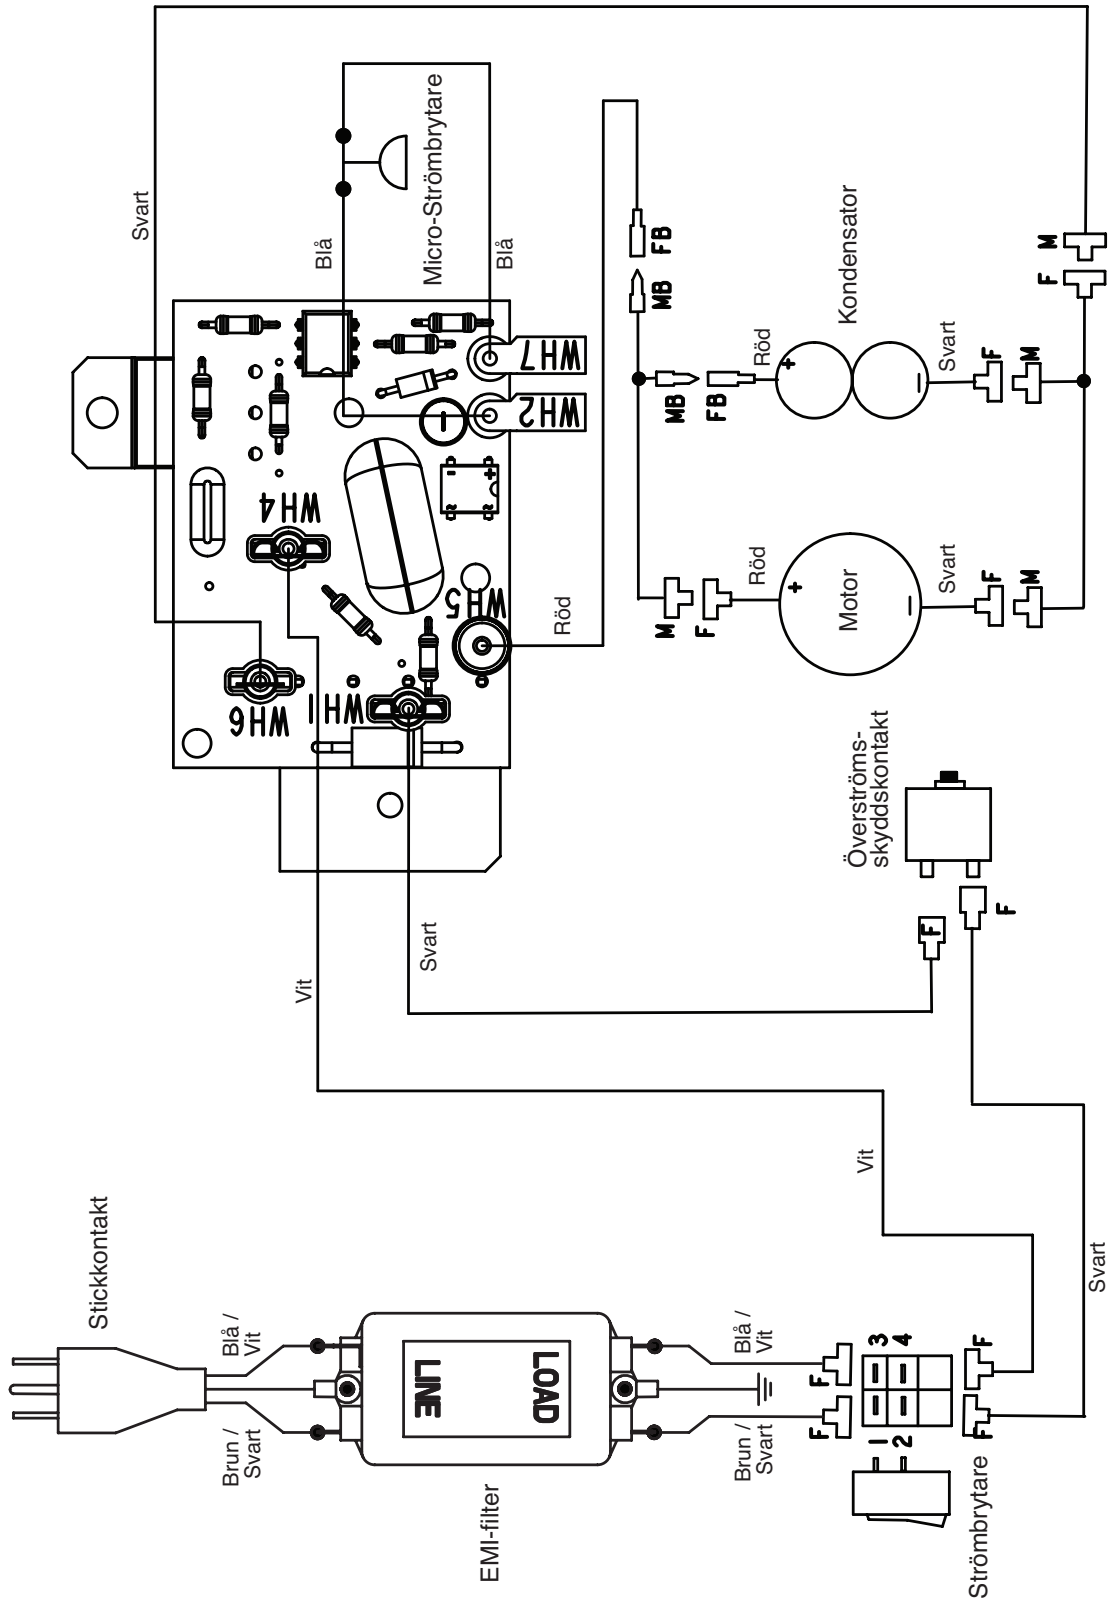 Stickkontakt
Blå /
Vit
Brun /
Svart
LINE
LOAD
EMI-filter
Blå /
Vit
Brun /
Svart
F
F
1
2
3
4
F
F
Strömbrytare
Svart
Vit
Vit
Svart
F
F
Överströms-
skyddskontakt
WH6
WH1
WH4
WH5
WH2
WH7
~
~
-
+
Svart
Blå
Micro-Strömbrytare
Blå
Röd
MB
FB
MB
FB
Röd
+
−
Kondensator
Svart
F
M
F
M
M
F
Röd
+
Motor
−
Svart
F
M